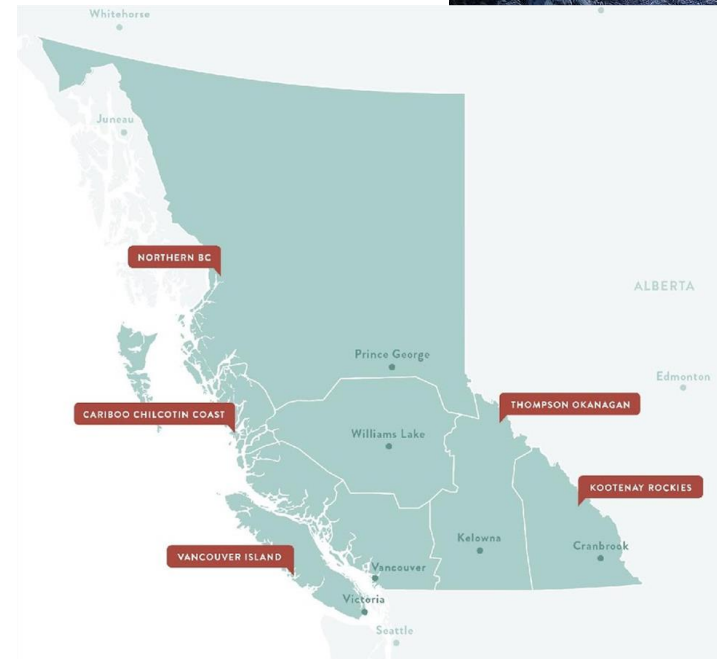 Whitehorse
Juneau
NORTHERN BC
ALBERTA
Prince George
Edmonton
THOMPSON OKANAGAN
CARIBOO CHILCOTIN COAST
Williams Lake
KOOTENAY ROCKIES
Kelowna
Cranbrook
VANCOUVER ISLAND
Vancouver
Victoria
Seattle